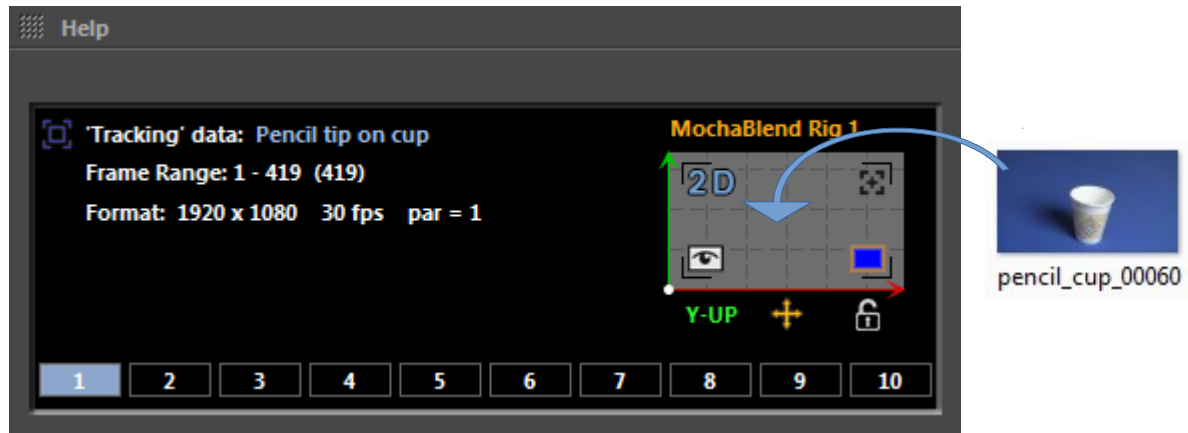 Help
'Tracking' data: Pencil tip on cup
MochaBlend Rig 1
Frame Range: 1 - 419 (419)
Format: 1920 x 1080 30 fps par = 1
2D
Y-UP
pencil_cup_00060
1 2 3 4 5 6 7 8 9 10